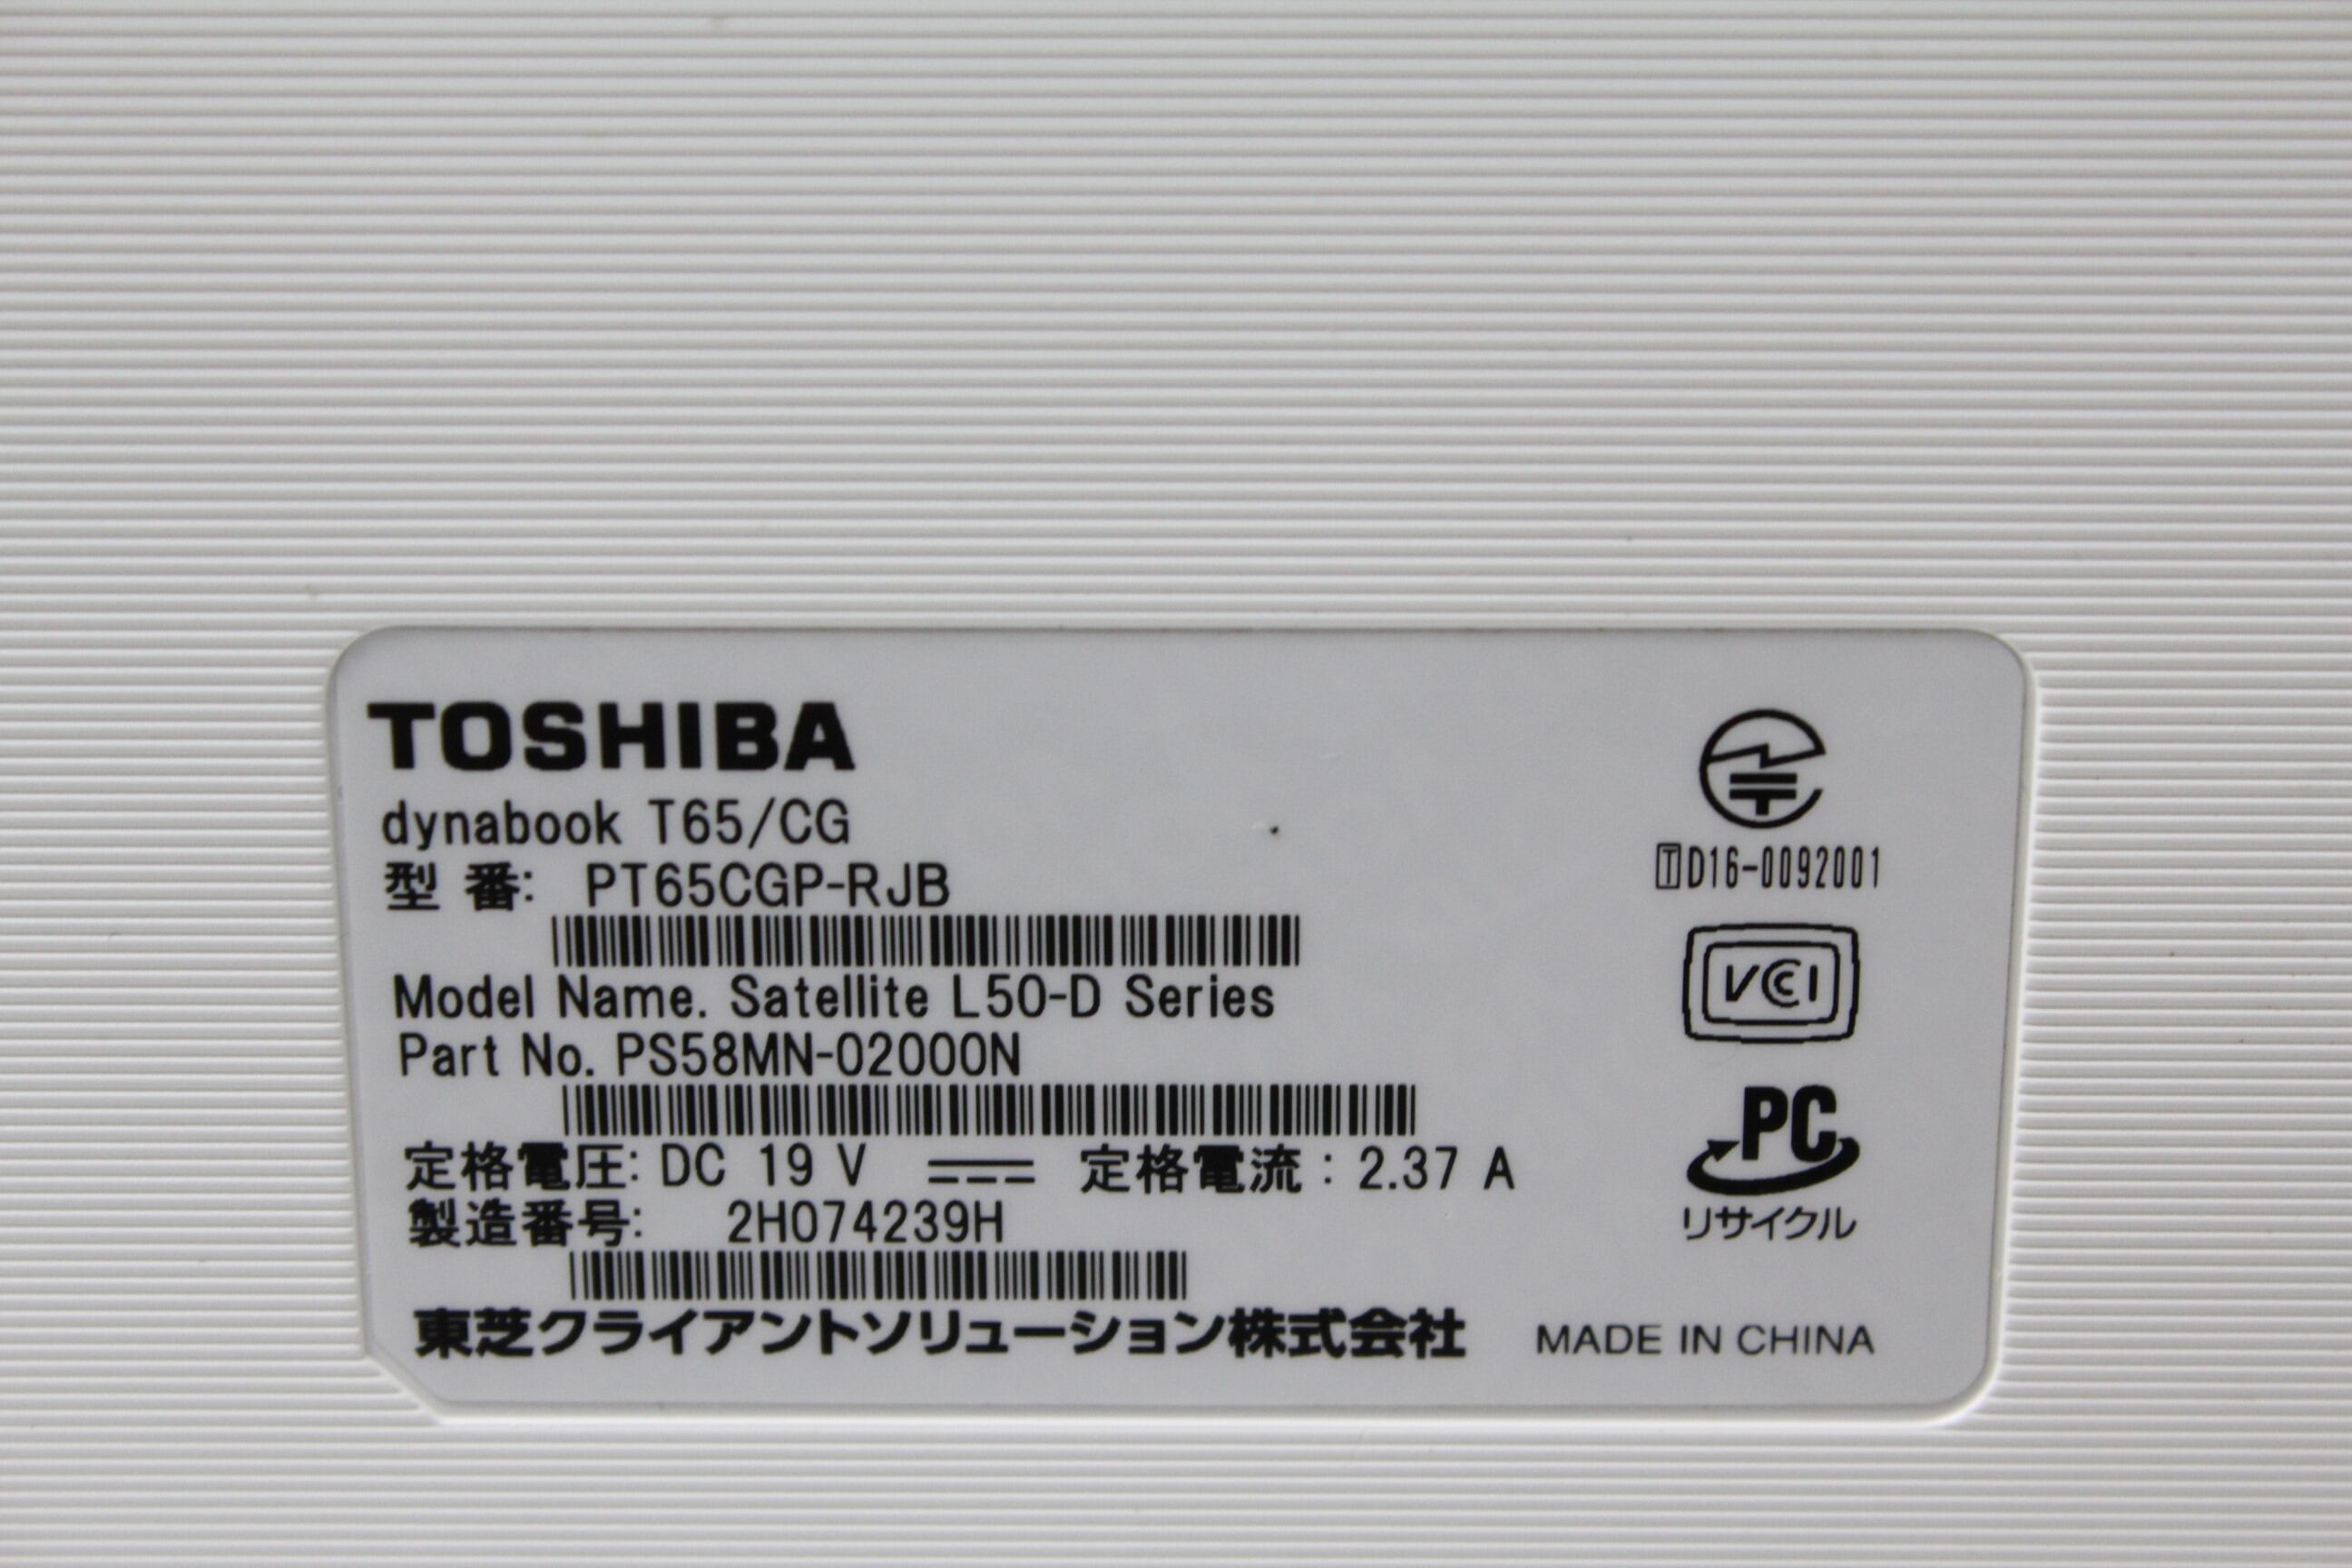 TOSHIBA
dynabook T65/CG
型 番: PT65CGP-RJB
Model Name. Satellite L50-D Series
Part No. PS58MN-02000N
定格電圧: DC 19 V 定格電流 : 2.37 A
製造番号: 2H074239H
東芝クライアントソリューション株式会社
T D16-0092001
VCCI
PC
リサイクル
MADE IN CHINA